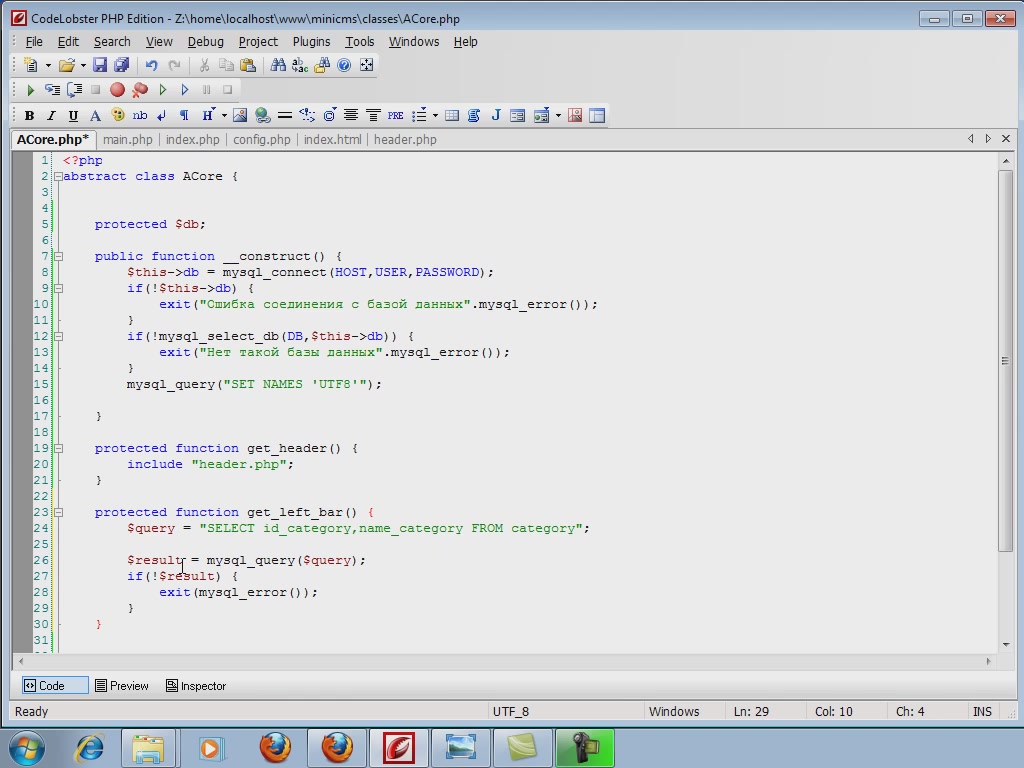 CodeLobster PHP Edition - Z:\home\localhost\www\minicms\classes\ACore.php
File Edit Search View Debug Project Plugins Tools Windows Help
B I U A nb ¶ H PRE J
ACore.php* main.php index.php config.php index.html header.php
1 <?php
2 abstract class ACore {
3
4
5 protected $db;
6
7 public function __construct() {
8 $this->db = mysql_connect(HOST,USER,PASSWORD);
9 if(!$this->db) {
10 exit("Ошибка соединения с базой данных".mysql_error());
11 }
12 if(!mysql_select_db(DB,$this->db)) {
13 exit("Нет такой базы данных".mysql_error());
14 }
15 mysql_query("SET NAMES 'UTF8'");
16
17 }
18
19 protected function get_header() {
20 include "header.php";
21 }
22
23 protected function get_left_bar() {
24 $query = "SELECT id_category,name_category FROM category";
25
26 $result = mysql_query($query);
27 if(!$result) {
28 exit(mysql_error());
29 }
30 }
31
Code Preview Inspector
Ready UTF_8 Windows Ln: 29 Col: 10 Ch: 4 INS